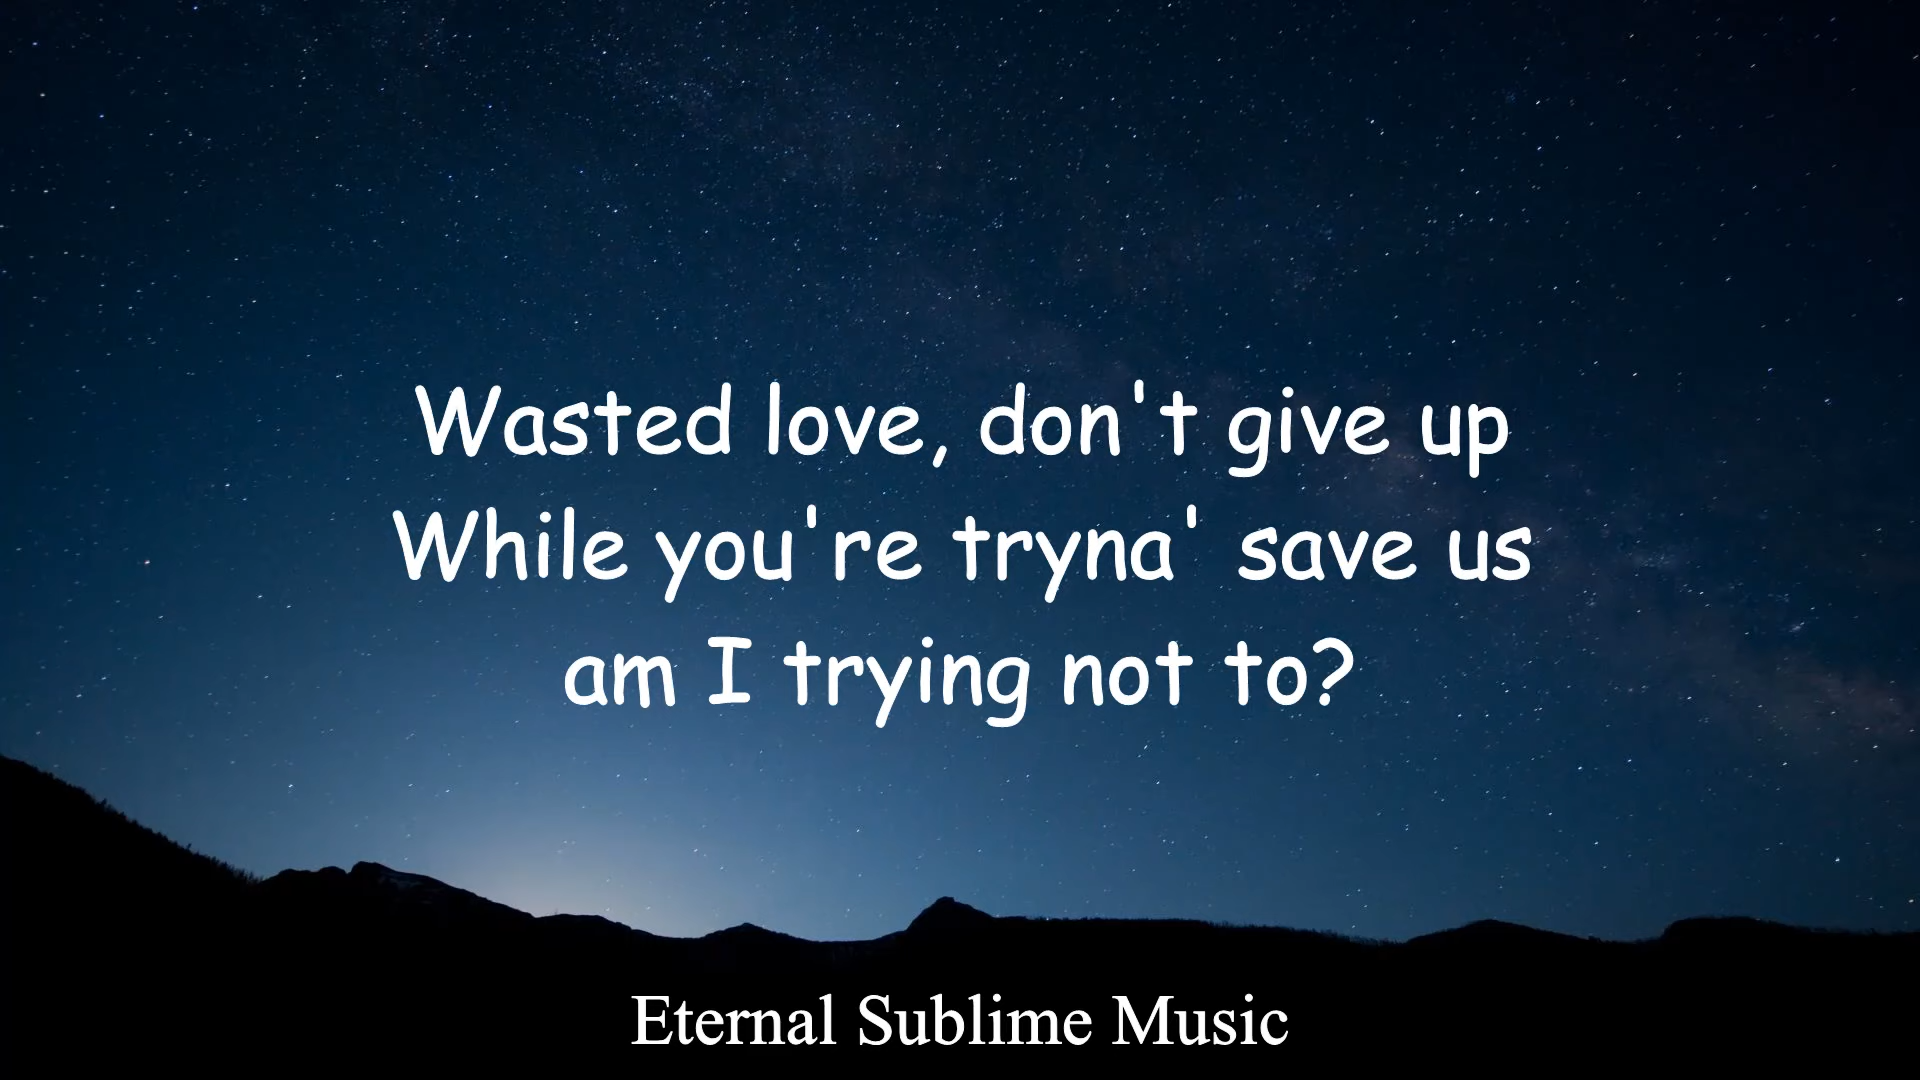 Wasted love, don't give up
While you're tryna' save us
am I trying not to?
Eternal Sublime Music